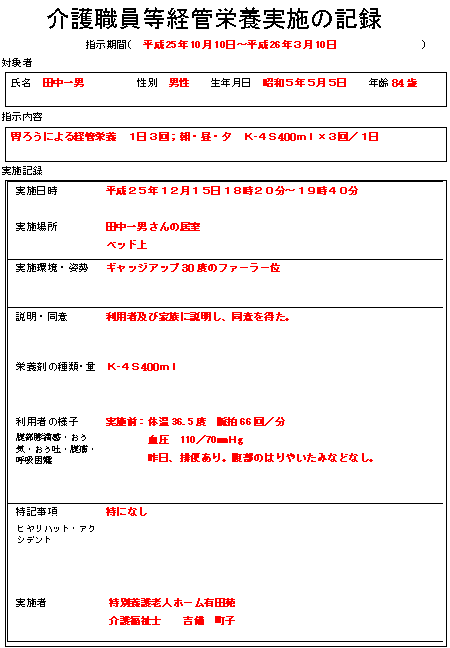 介護職員等経管栄養実施の記録
指示期間( 平成25年10月10日~平成26年3月10日 )
対象者
氏名 田中一男 性別 男性 生年月日 昭和5年5月5日 年齢84歳
指示内容
胃ろうによる経管栄養 1日3回;朝・昼・夕 K-4S400ml×3回/1日
実施記録
実施日時 平成25年12月15日18時20分~19時40分
実施場所 田中一男さんの居室
ベッド上
実施環境・姿勢 ギャッジアップ30度のファーラー位
説明・同意 利用者及び家族に説明し、同意を得た。
栄養剤の種類・量 K-4S400ml
利用者の様子 実施前:体温36.5度 脈拍66回/分
腹部膨満感・おう 血圧 110/70mmHg
気・おう吐・腹痛・ 昨日、排便あり。腹部のはりやいたみなどなし。
呼吸困難
特記事項 特になし
ヒヤリハット・アク
シデント
実施者 特別養護老人ホーム有田苑
介護福祉士 吉備 町子